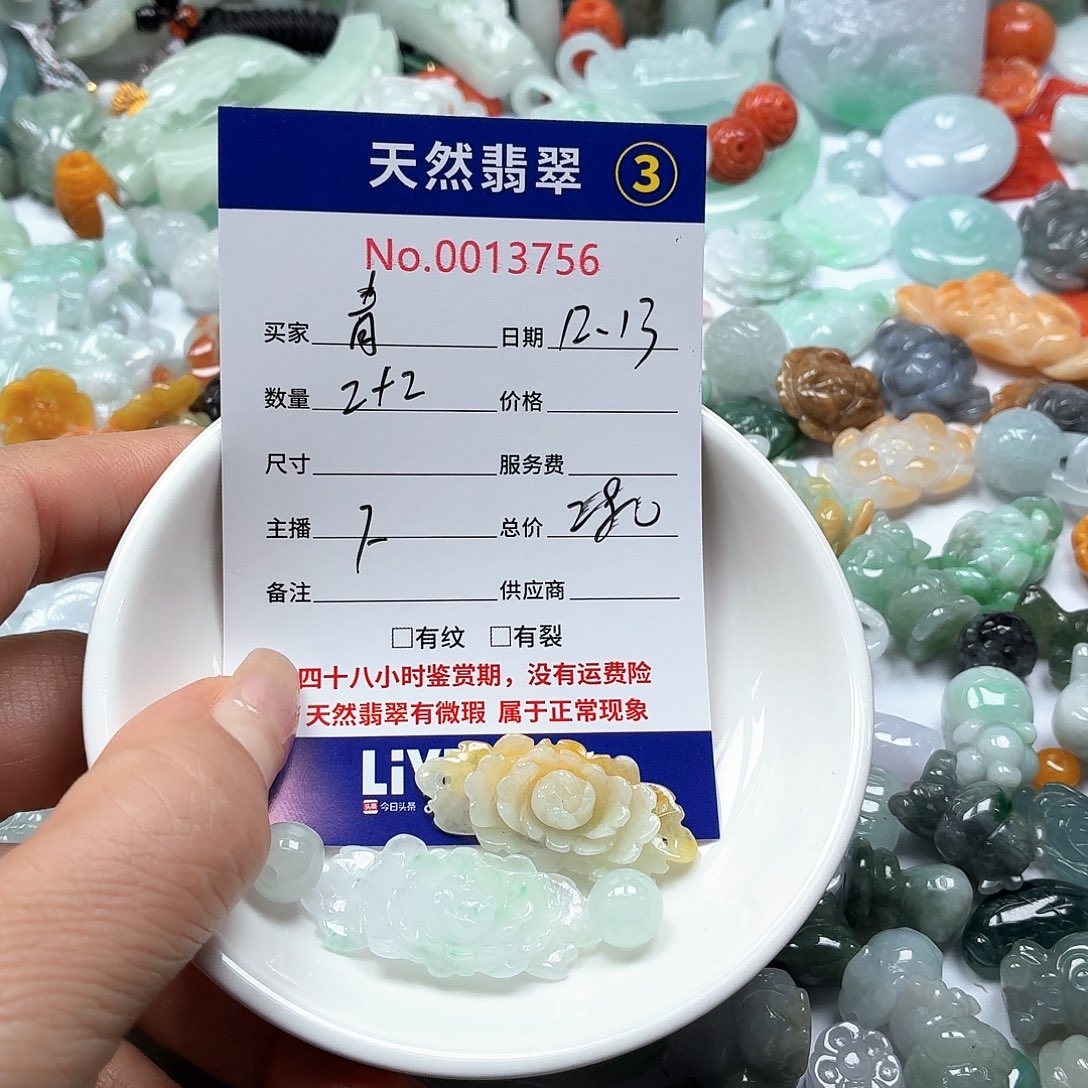 天然翡翠 3
No.0013756
买家 青 日期 12-13
数量 2+2 价格
尺寸 服务费
主播 总价
备注 供应商
□有纹 □有裂
四十八小时鉴赏期，没有运费险
天然翡翠有微瑕 属于正常现象
LiV
头条 今日头条